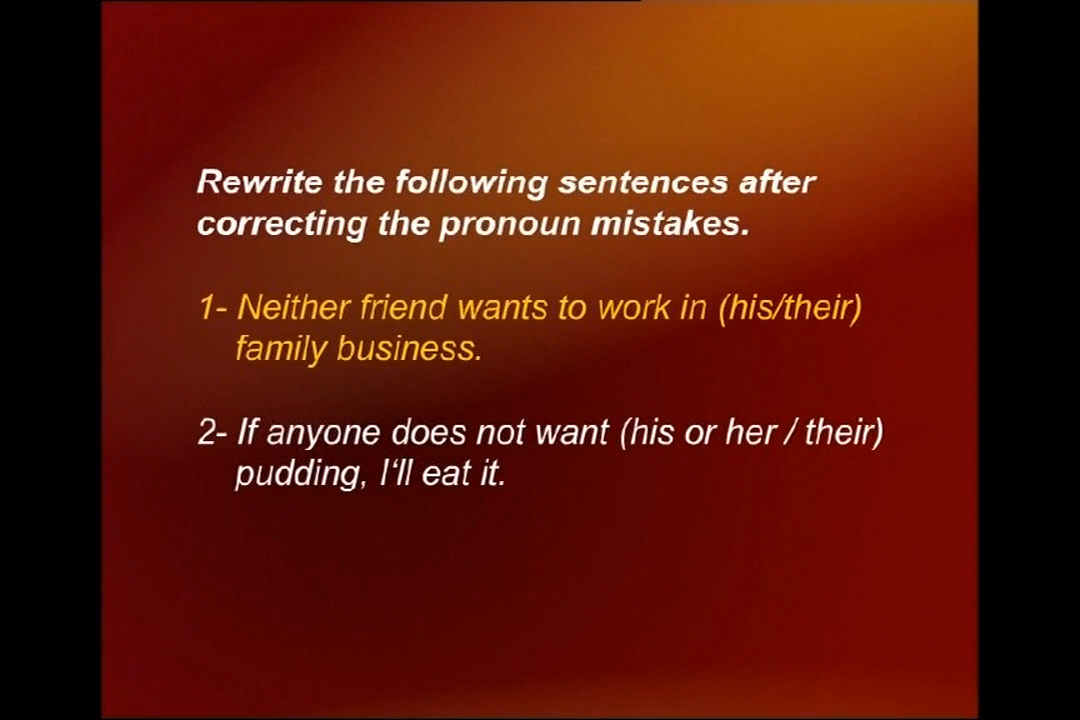 Rewrite the following sentences after
correcting the pronoun mistakes.
1- Neither friend wants to work in (his/their)
family business.
2- If anyone does not want (his or her / their)
pudding, I‘ll eat it.